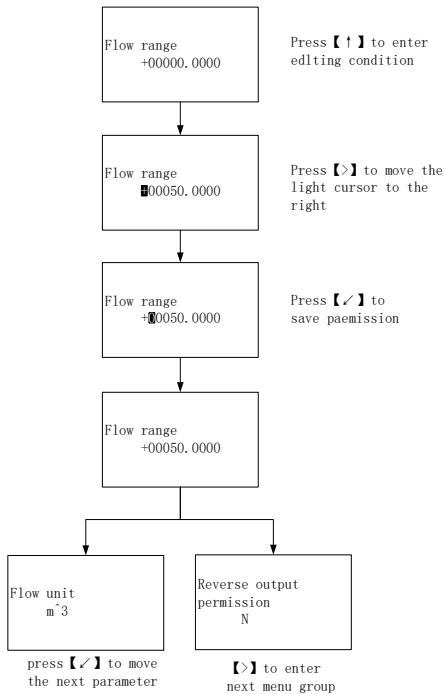 Flow range
+00000.0000
Press【↑】to enter
edlting condition
Flow range
+00050.0000
Press【>】to move the
light cursor to the
right
Flow range
+00050.0000
Press【↙】to
save paemission
Flow range
+00050.0000
Flow unit
m^3
Reverse output
permission
N
press【↙】to move
the next parameter
【>】to enter
next menu group